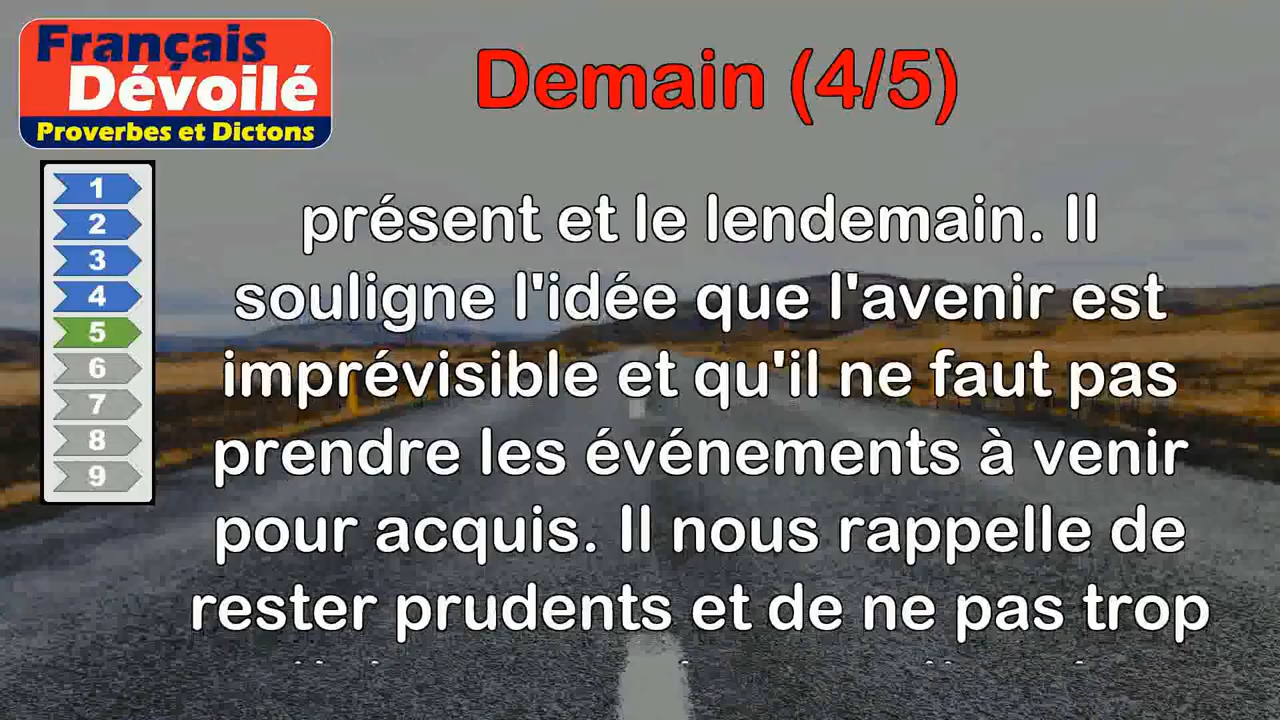 Français
Dévoilé
Proverbes et Dictons
Demain (4/5)
1
2
3
4
5
6
7
8
9
présent et le lendemain. Il
souligne l'idée que l'avenir est
imprévisible et qu'il ne faut pas
prendre les événements à venir
pour acquis. Il nous rappelle de
rester prudents et de ne pas trop